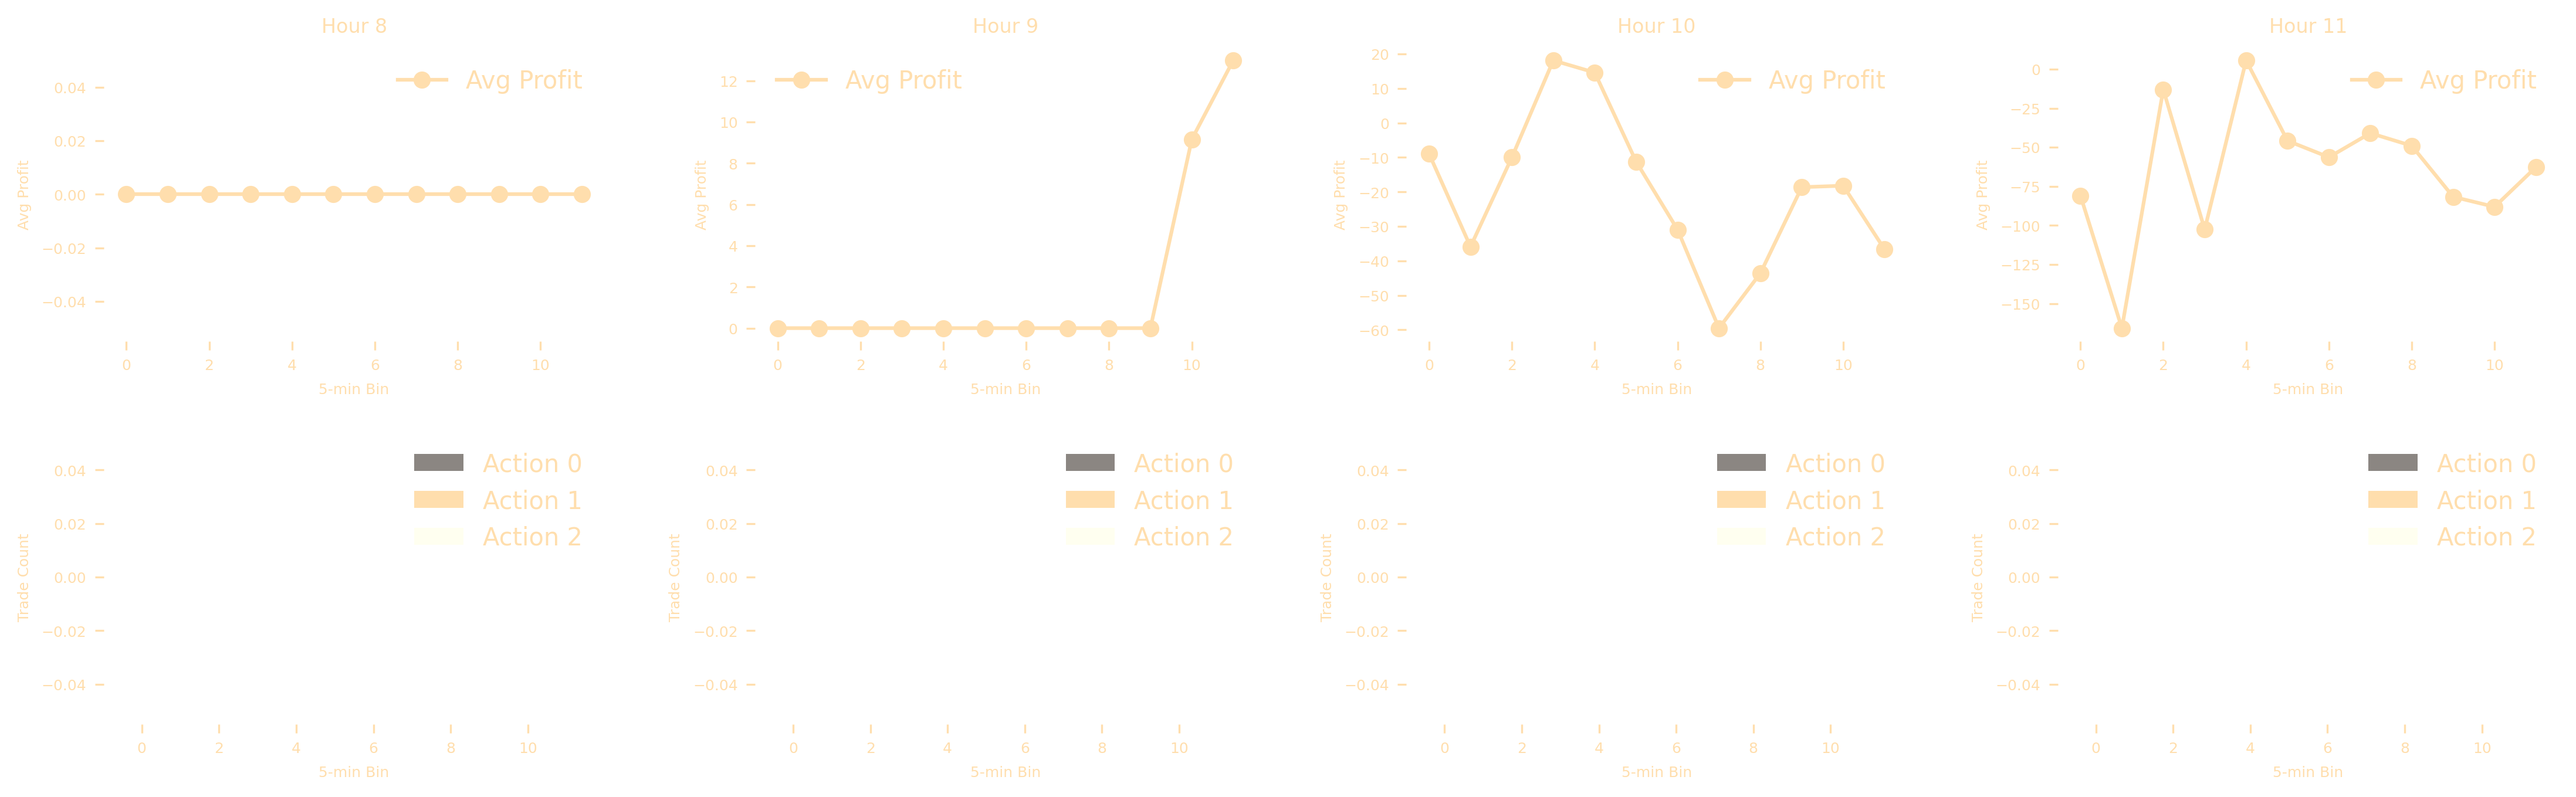 Hour 8
Avg Profit
0.04
0.02
0.00
−0.02
−0.04
Avg Profit
0 2 4 6 8 10
5-min Bin
Hour 9
Avg Profit
12
10
8
6
4
2
0
Avg Profit
0 2 4 6 8 10
5-min Bin
Hour 10
Avg Profit
20
10
0
−10
−20
−30
−40
−50
−60
Avg Profit
0 2 4 6 8 10
5-min Bin
Hour 11
Avg Profit
0
−25
−50
−75
−100
−125
−150
Avg Profit
0 2 4 6 8 10
5-min Bin
Trade Count
0.04
0.02
0.00
−0.02
−0.04
Action 0
Action 1
Action 2
0 2 4 6 8 10
5-min Bin
Trade Count
0.04
0.02
0.00
−0.02
−0.04
Action 0
Action 1
Action 2
0 2 4 6 8 10
5-min Bin
Trade Count
0.04
0.02
0.00
−0.02
−0.04
Action 0
Action 1
Action 2
0 2 4 6 8 10
5-min Bin
Trade Count
0.04
0.02
0.00
−0.02
−0.04
Action 0
Action 1
Action 2
0 2 4 6 8 10
5-min Bin